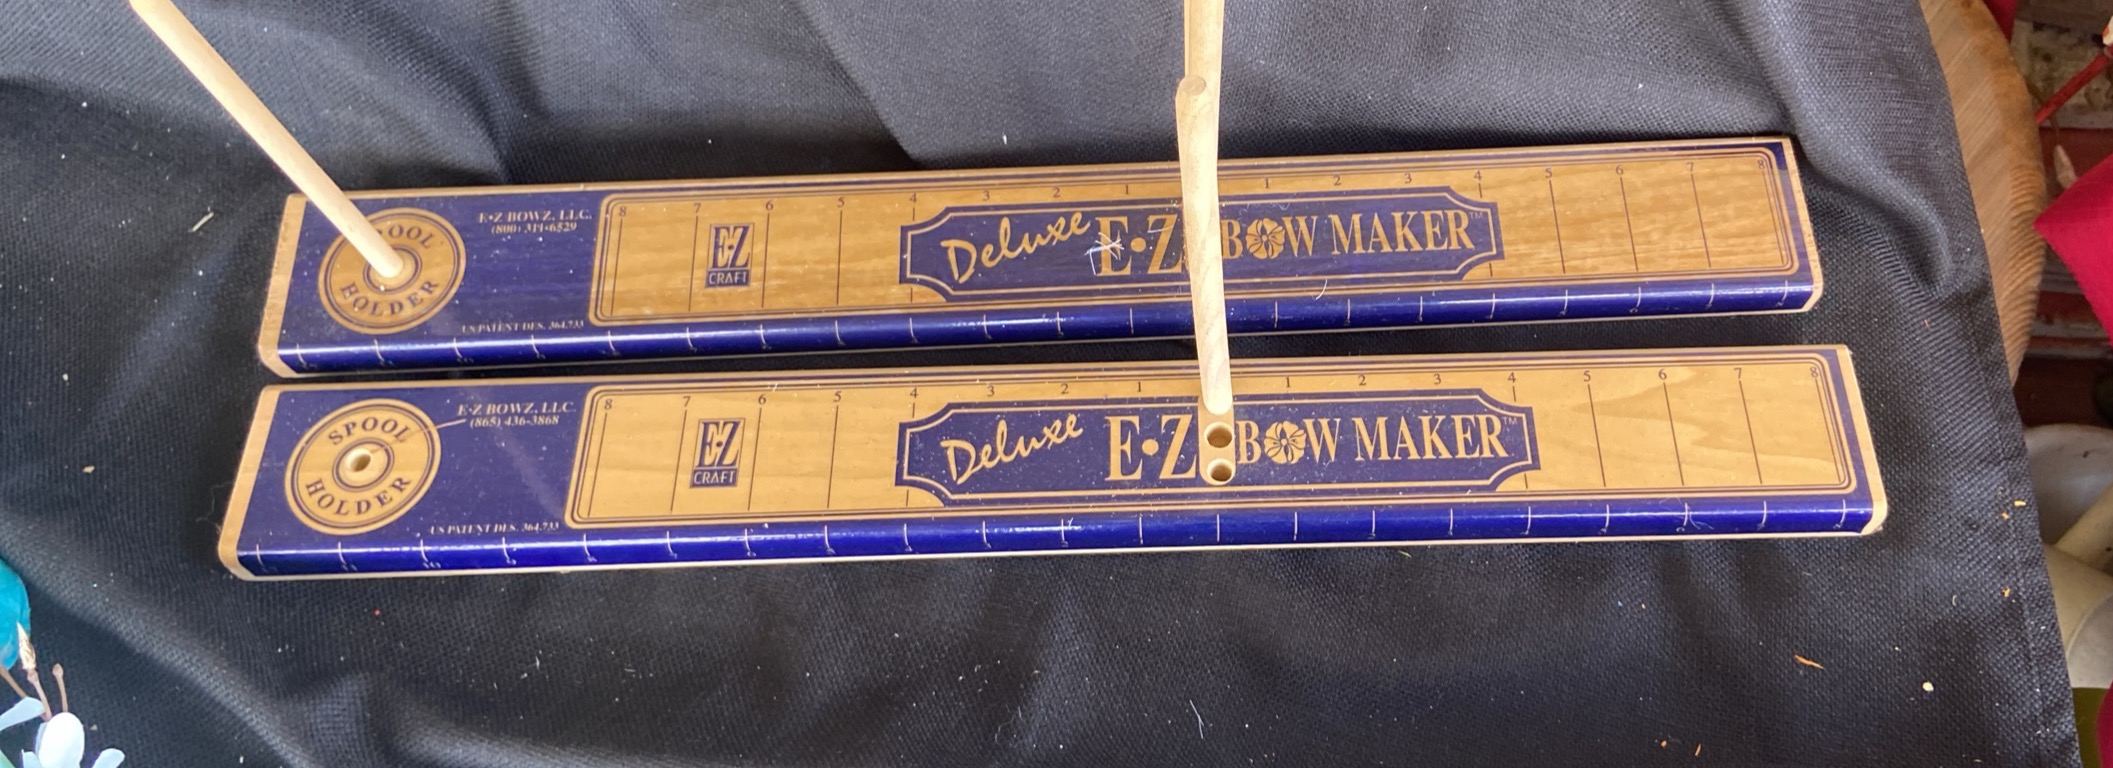 SPOOL
HOLDER
E•Z BOWZ, LLC.
(800) 311-6529
US PATENT DES. 364,733
8 7 6 5 4 3 2 1 1 2 3 4 5 6 7 8
E•Z
CRAFT
Deluxe E•Z BOW MAKER™
SPOOL
HOLDER
E•Z BOWZ, LLC.
(865) 436-3868
US PATENT DES. 364,733
8 7 6 5 4 3 2 1 1 2 3 4 5 6 7 8
E•Z
CRAFT
Deluxe E•Z BOW MAKER™